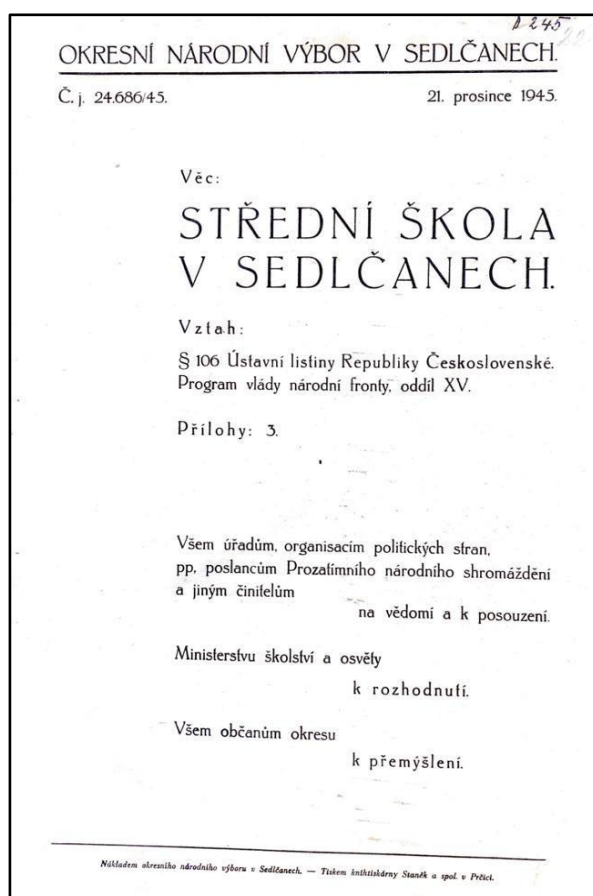 A 245
OKRESNÍ NÁRODNÍ VÝBOR V SEDLČANECH.
Č. j. 24.686/45. 21. prosince 1945.
Věc:
STŘEDNÍ ŠKOLA
V SEDLČANECH.
Vztah:
§ 106 Ústavní listiny Republiky Československé.
Program vlády národní fronty, oddíl XV.
Přílohy: 3.
Všem úřadům, organisacím politických stran,
pp. poslancům Prozatímního národního shromáždění
a jiným činitelům
na vědomí a k posouzení.
Ministerstvu školství a osvěty
k rozhodnutí.
Všem občanům okresu
k přemýšlení.
Nákladem okresního národního výboru v Sedlčanech. — Tiskem knihtiskárny Staněk a spol. v Prčici.